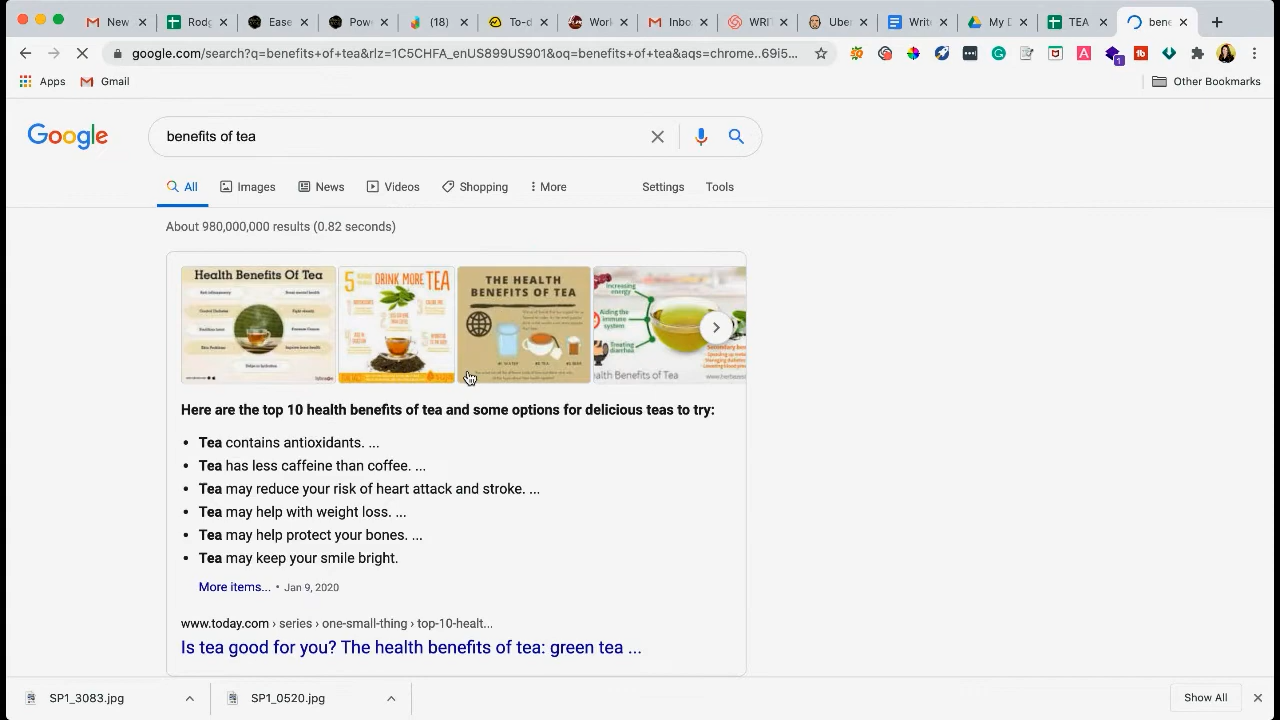 New
Rodg
Ease
Pow
(18)
To-d
Wor
Inbo
WRI
Uber
Write
My D
TEA
bene
google.com/search?q=benefits+of+tea&rlz=1C5CHFA_enUS899US901&oq=benefits+of+tea&aqs=chrome..69i5...
1
Apps
Gmail
Other Bookmarks
Google
benefits of tea
All
Images
News
Videos
Shopping
More
Settings
Tools
About 980,000,000 results (0.82 seconds)
Health Benefits Of Tea
5
DRINK MORE TEA
THE HEALTH
BENEFITS OF TEA
Increasing
energy
Aiding the
immune
system
Treating
diarrhea
alth Benefits of Tea
Here are the top 10 health benefits of tea and some options for delicious teas to try:
• Tea contains antioxidants. ...
• Tea has less caffeine than coffee. ...
• Tea may reduce your risk of heart attack and stroke. ...
• Tea may help with weight loss. ...
• Tea may help protect your bones. ...
• Tea may keep your smile bright.
More items... • Jan 9, 2020
www.today.com › series › one-small-thing › top-10-healt...
Is tea good for you? The health benefits of tea: green tea ...
SP1_3083.jpg
SP1_0520.jpg
Show All